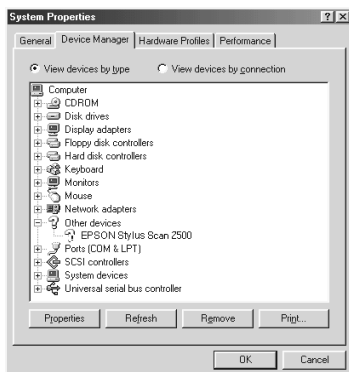 System Properties
General Device Manager Hardware Profiles Performance
View devices by type View devices by connection
Computer
CDROM
Disk drives
Display adapters
Floppy disk controllers
Hard disk controllers
Keyboard
Monitors
Mouse
Network adapters
Other devices
EPSON Stylus Scan 2500
Ports (COM & LPT)
SCSI controllers
System devices
Universal serial bus controller
Properties Refresh Remove Print...
OK Cancel